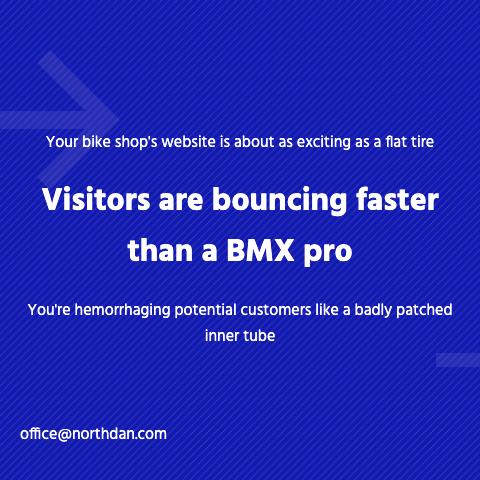 Your bike shop's website is about as exciting as a flat tire
Visitors are bouncing faster
than a BMX pro
You're hemorrhaging potential customers like a badly patched
inner tube
office@northdan.com